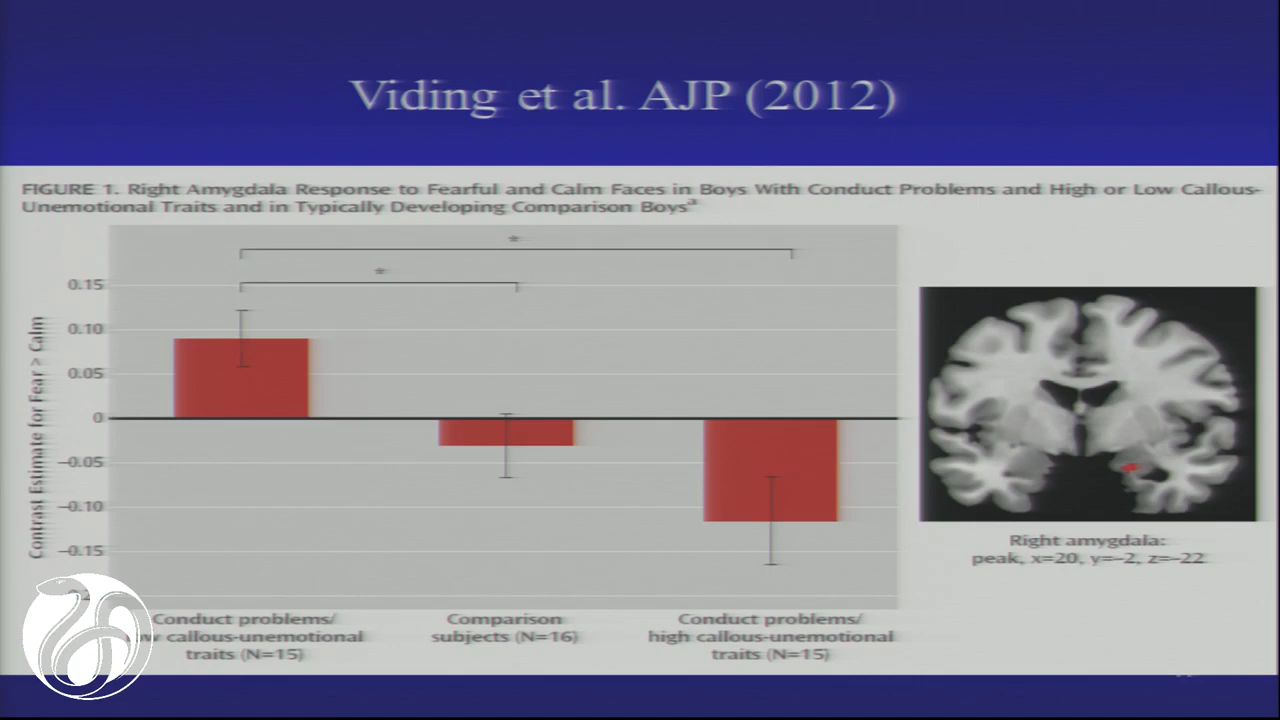 Viding et al. AJP (2012)
FIGURE 1. Right Amygdala Response to Fearful and Calm Faces in Boys With Conduct Problems and High or Low Callous-
Unemotional Traits and in Typically Developing Comparison Boysa
*
*
Contrast Estimate for Fear > Calm
0.15
0.10
0.05
0
–0.05
–0.10
–0.15
Conduct problems/
callous-unemotional
traits (N=15)
Comparison
subjects (N=16)
Conduct problems/
high callous-unemotional
traits (N=15)
Right amygdala:
peak, x=20, y=–2, z=–22